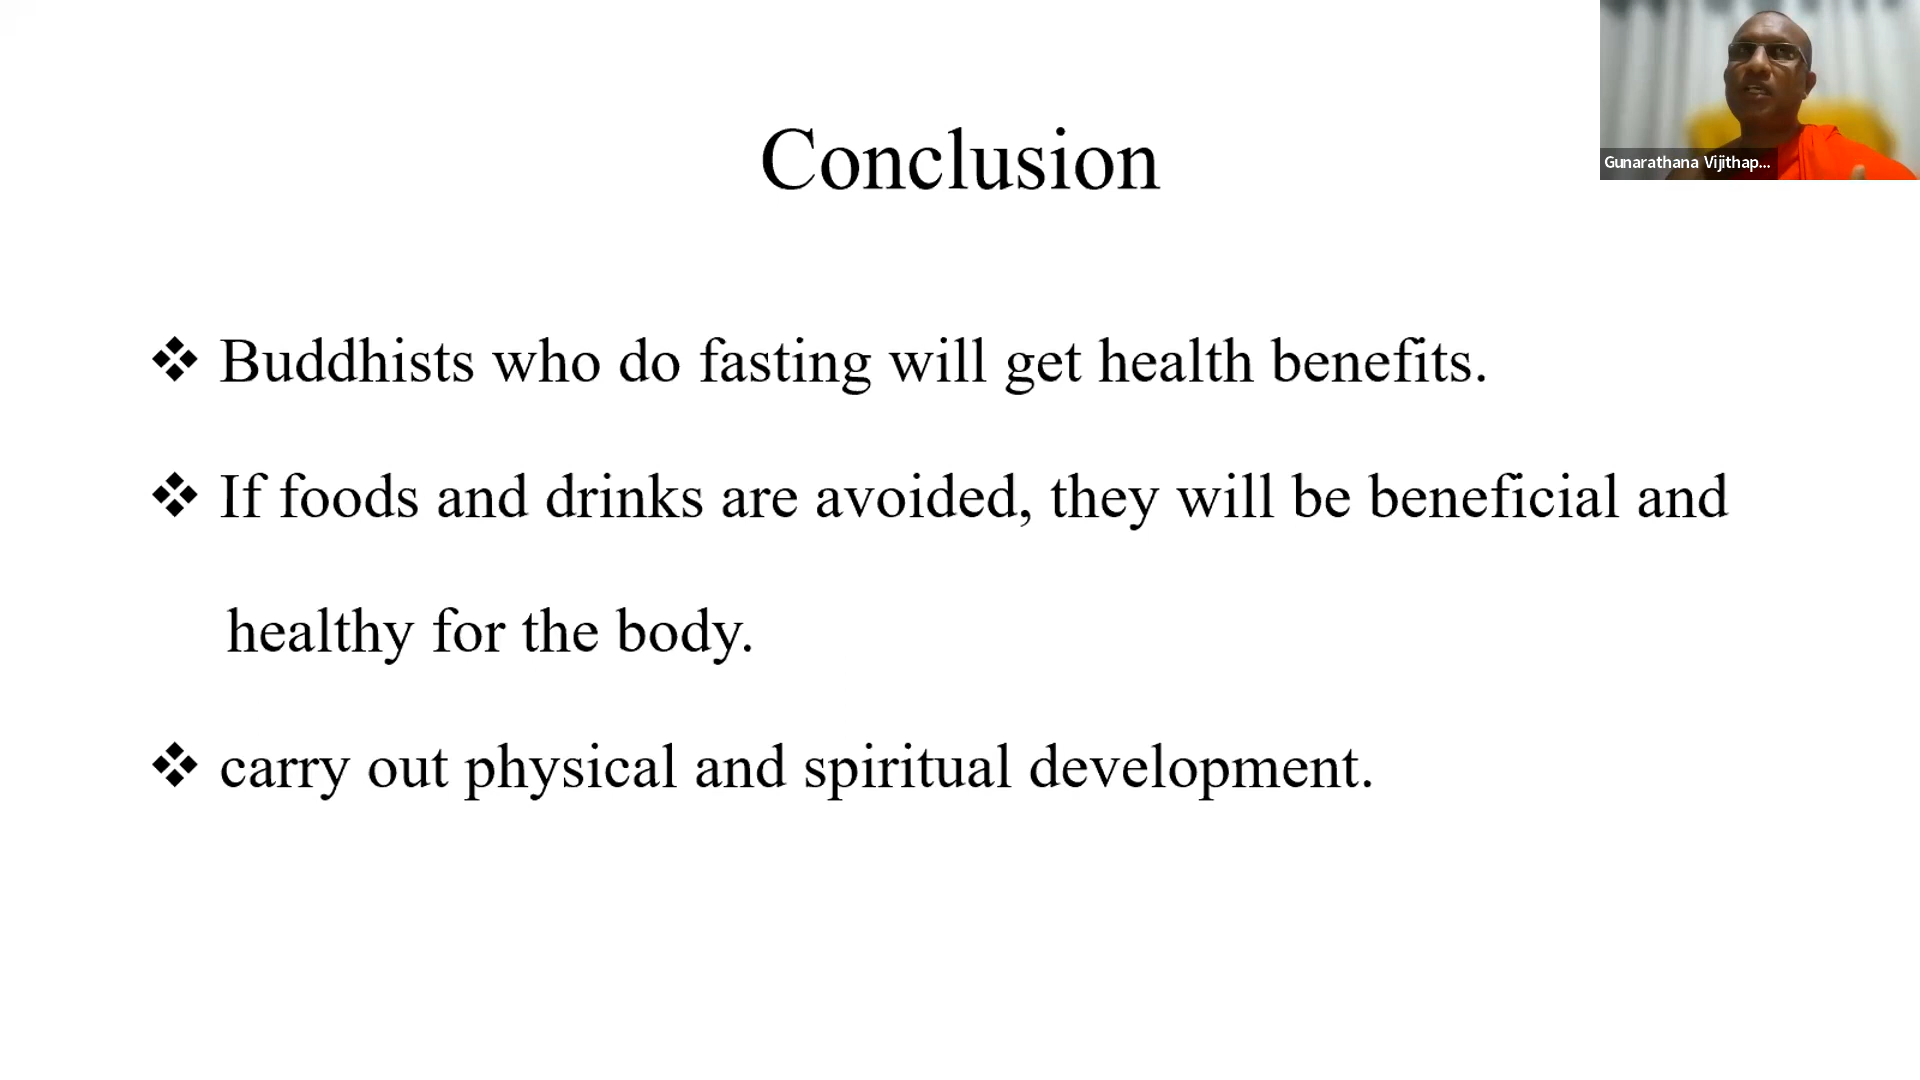 Conclusion
Gunarathana Vijithap...
❖ Buddhists who do fasting will get health benefits.
❖ If foods and drinks are avoided, they will be beneficial and
healthy for the body.
❖ carry out physical and spiritual development.